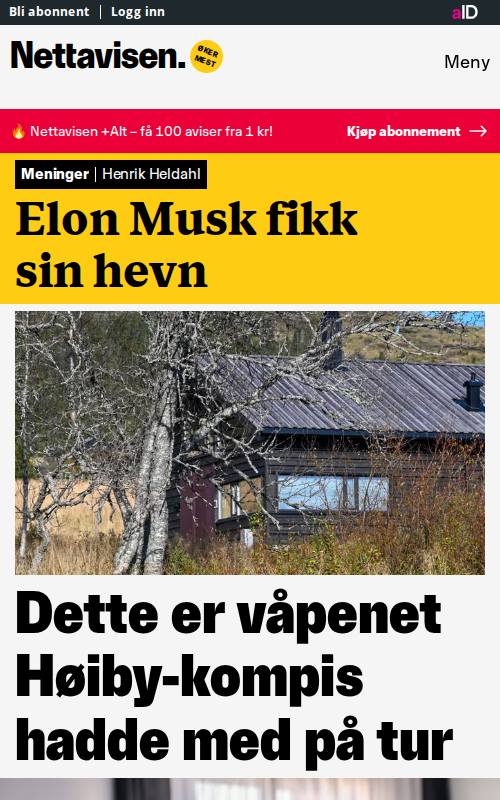 Bli abonnent | Logg inn
aID
Nettavisen.
ØKER
MEST
Meny
🔥 Nettavisen +Alt – få 100 aviser fra 1 kr!
Kjøp abonnement →
Meninger | Henrik Heldahl
Elon Musk fikk
sin hevn
Dette er våpenet
Høiby-kompis
hadde med på tur